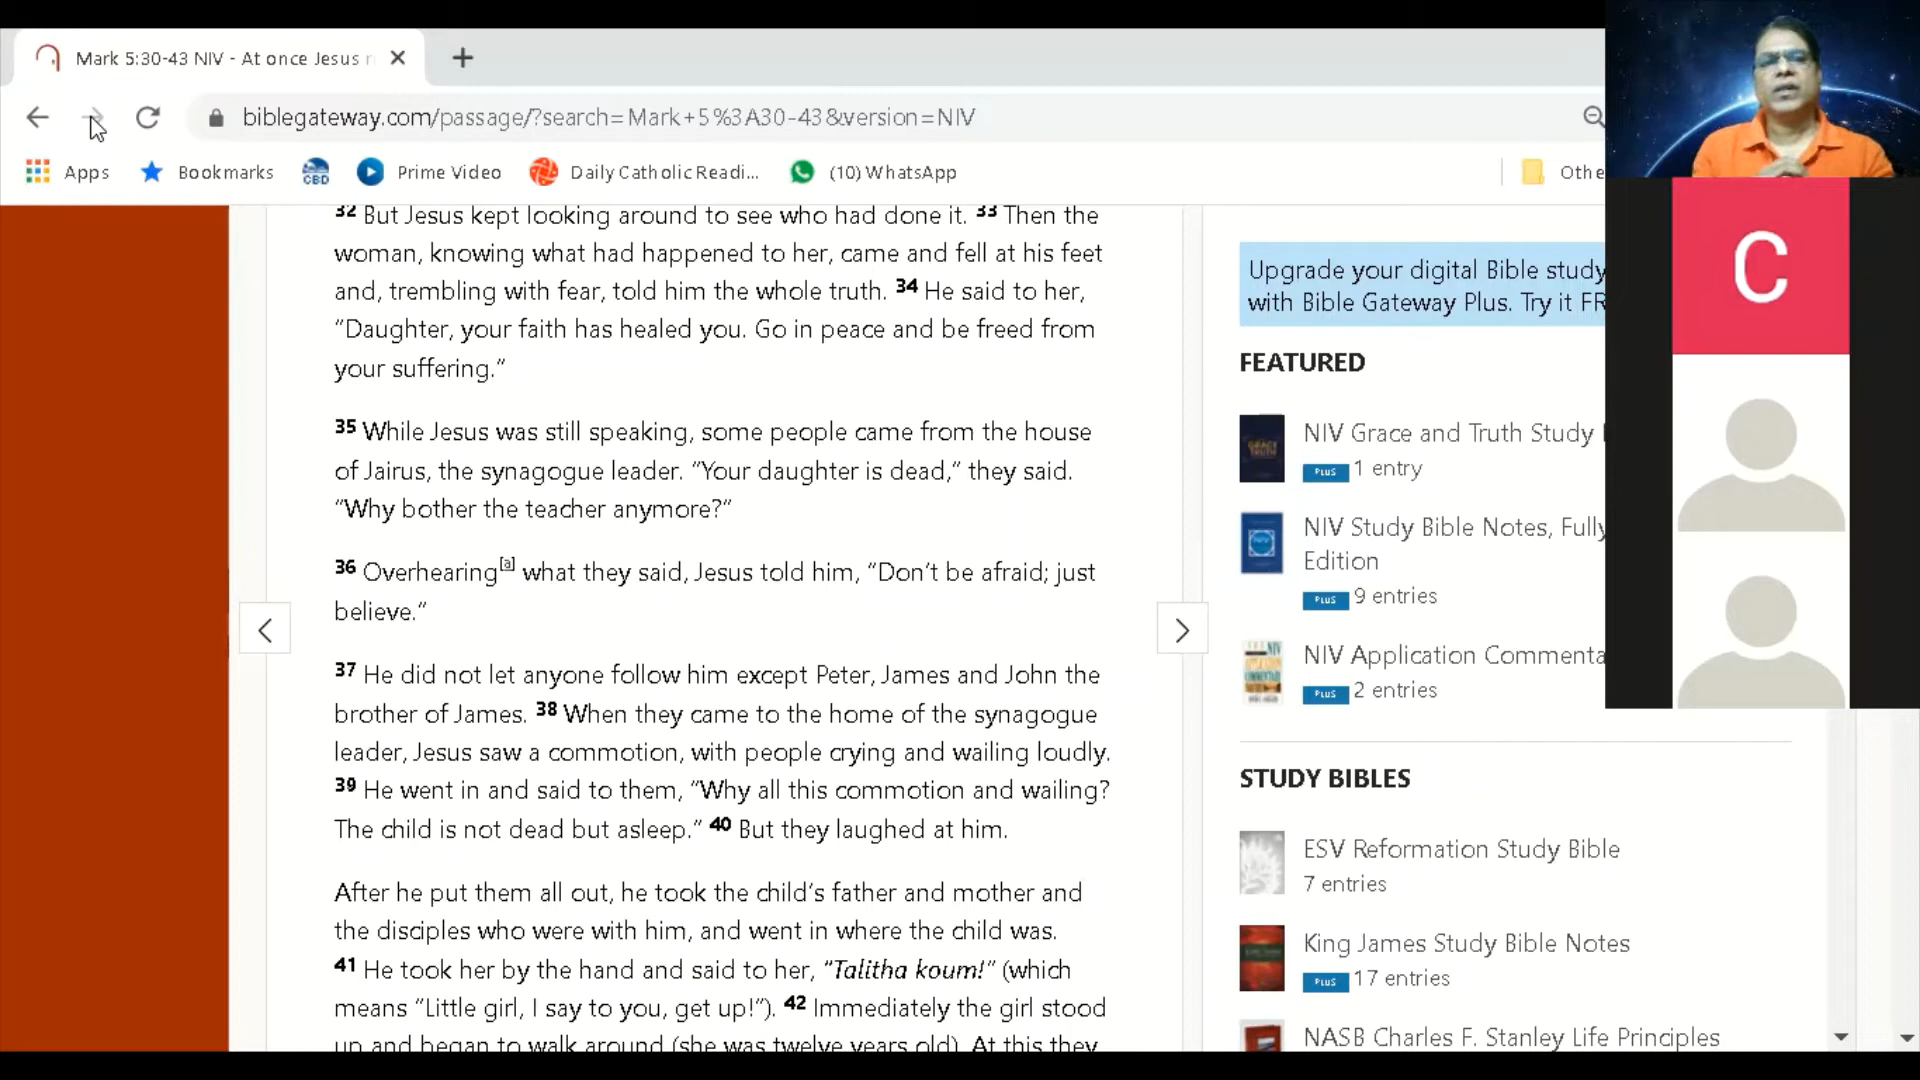 Mark 5:30-43 NIV - At once Jesus r
biblegateway.com/passage/?search=Mark+5%3A30-43&version=NIV
Apps
Bookmarks
CBD
Prime Video
Daily Catholic Readi...
(10) WhatsApp
Othe
32 But Jesus kept looking around to see who had done it. 33 Then the
woman, knowing what had happened to her, came and fell at his feet
and, trembling with fear, told him the whole truth. 34 He said to her,
“Daughter, your faith has healed you. Go in peace and be freed from
your suffering.”
35 While Jesus was still speaking, some people came from the house
of Jairus, the synagogue leader. “Your daughter is dead,” they said.
“Why bother the teacher anymore?”
36 Overhearing[a] what they said, Jesus told him, “Don’t be afraid; just
believe.”
37 He did not let anyone follow him except Peter, James and John the
brother of James. 38 When they came to the home of the synagogue
leader, Jesus saw a commotion, with people crying and wailing loudly.
39 He went in and said to them, “Why all this commotion and wailing?
The child is not dead but asleep.” 40 But they laughed at him.
After he put them all out, he took the child’s father and mother and
the disciples who were with him, and went in where the child was.
41 He took her by the hand and said to her, “Talitha koum!” (which
means “Little girl, I say to you, get up!”). 42 Immediately the girl stood
up and began to walk around (she was twelve years old). At this they
Upgrade your digital Bible study
with Bible Gateway Plus. Try it FR
FEATURED
NIV Grace and Truth Study
PLUS 1 entry
NIV Study Bible Notes, Fully
Edition
PLUS 9 entries
NIV Application Commenta
PLUS 2 entries
STUDY BIBLES
ESV Reformation Study Bible
7 entries
King James Study Bible Notes
PLUS 17 entries
NASB Charles F. Stanley Life Principles
C